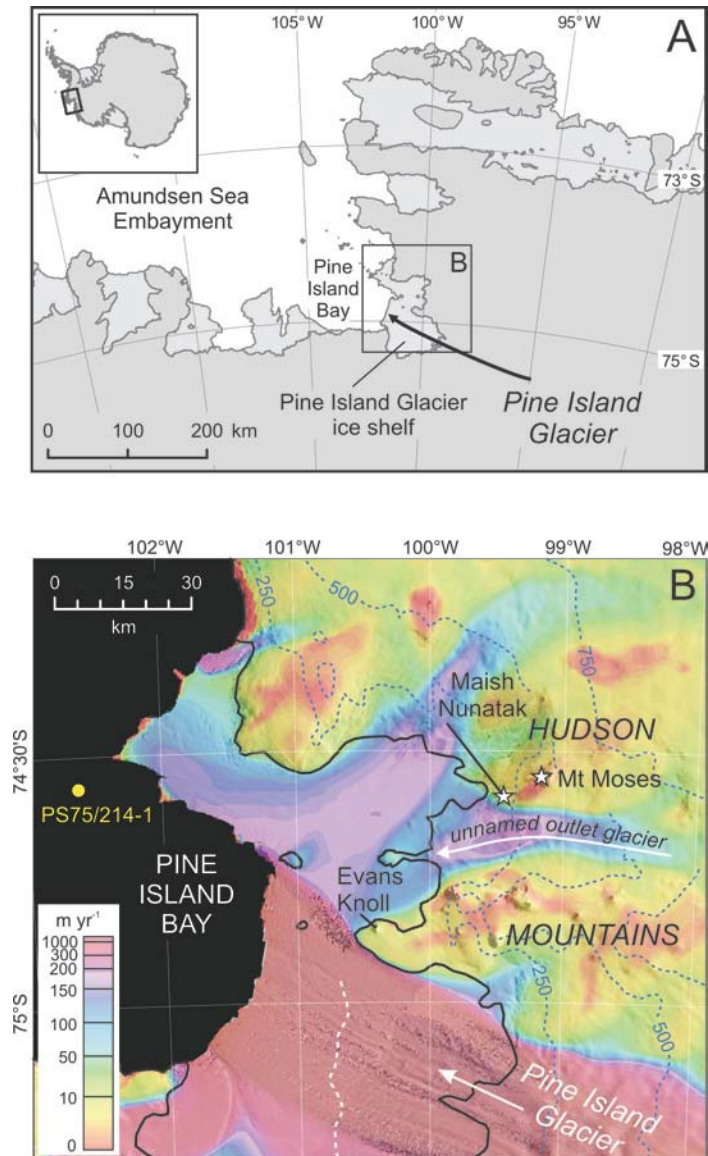 105°W 100°W 95°W
A
73°S
Amundsen Sea
Embayment
Pine
Island
Bay
B
75°S
Pine Island Glacier
ice shelf
Pine Island
Glacier
0 100 200 km
102°W 101°W 100°W 99°W 98°W
B
0 15 30
km
250
500
750
Maish
Nunatak
HUDSON
74°30'S
Mt Moses
PS75/214-1
unnamed outlet glacier
PINE
ISLAND
BAY
Evans
Knoll
MOUNTAINS
m yr⁻¹
1000
300
200
150
100
50
10
0
250
500
75°S
Pine Island
Glacier